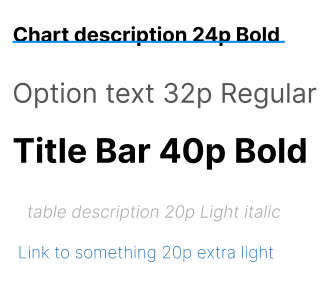 Chart description 24p Bold
Option text 32p Regular
Title Bar 40p Bold
table description 20p Light italic
Link to something 20p extra light